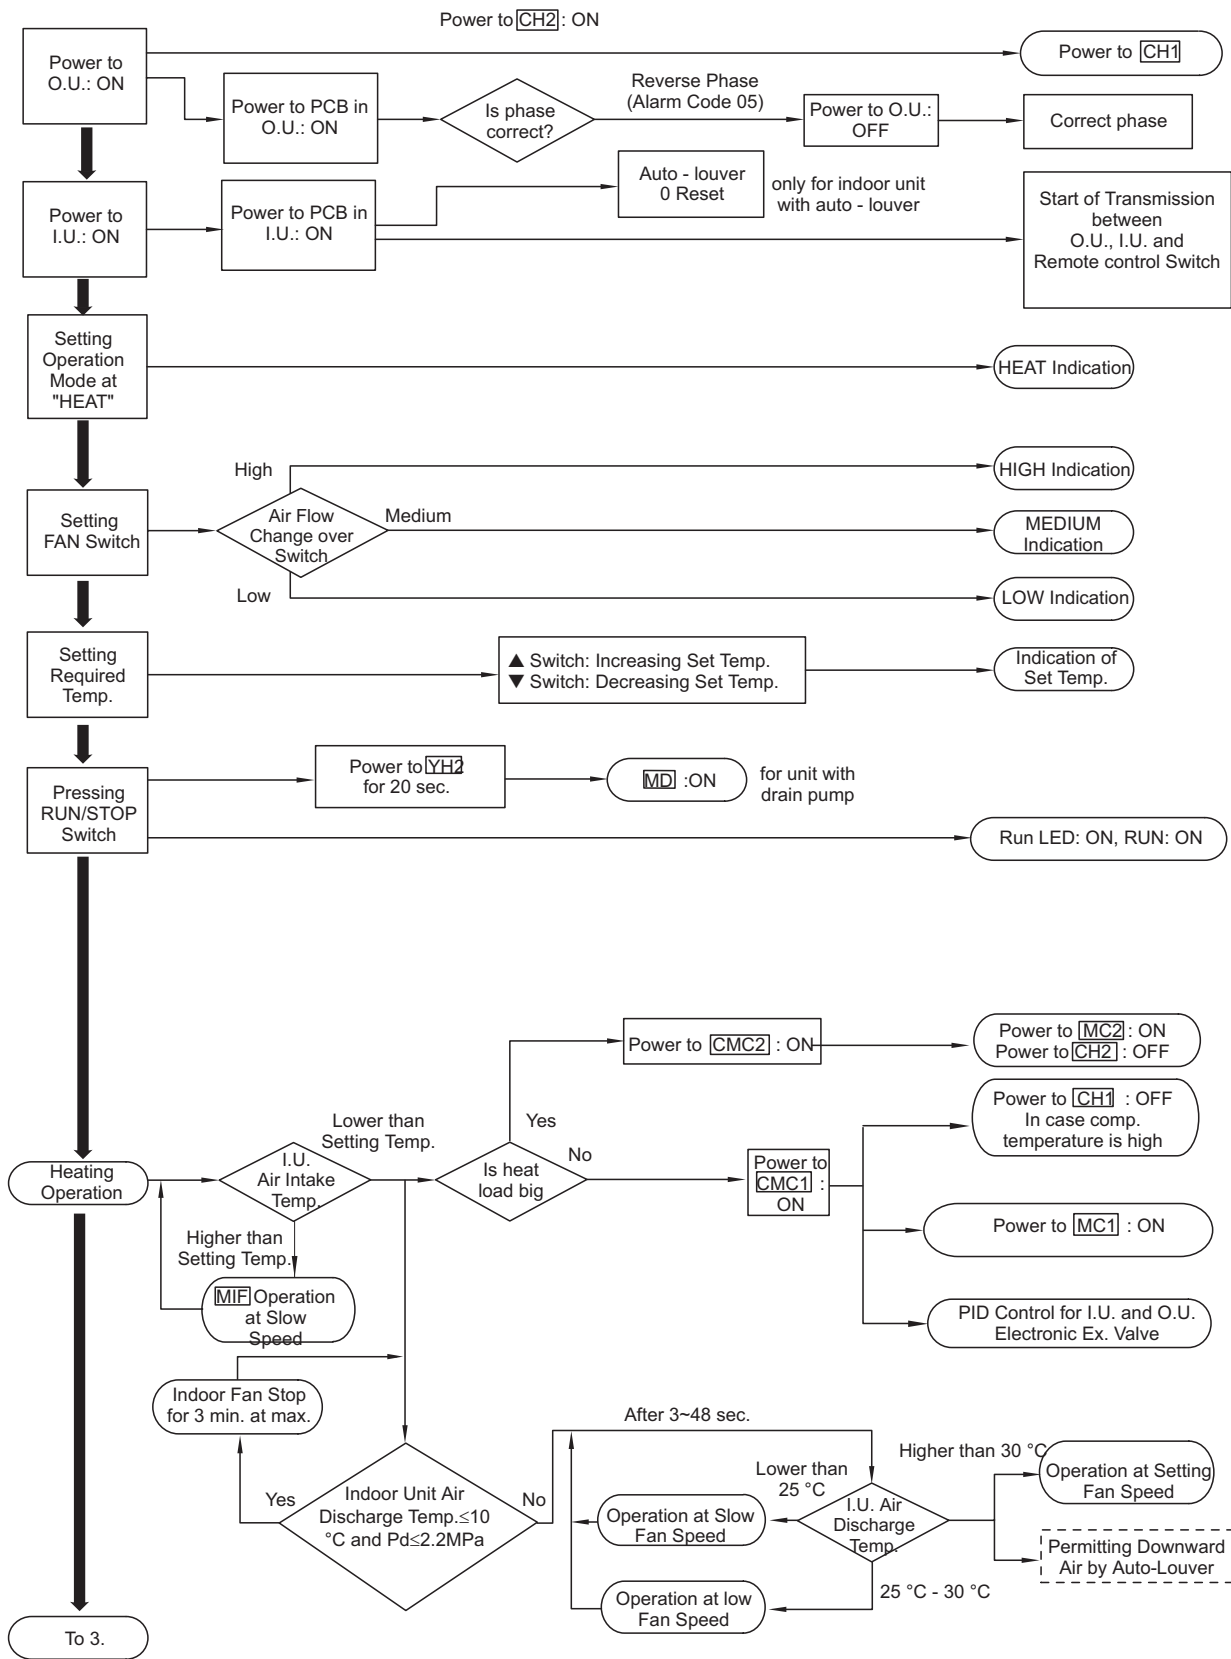 Power to CH2 : ON
Power to
O.U.: ON
Power to CH1
Power to PCB in
O.U.: ON
Is phase
correct?
Reverse Phase
(Alarm Code 05)
Power to O.U.:
OFF
Correct phase
Power to
I.U.: ON
Power to PCB in
I.U.: ON
Auto - louver
0 Reset
only for indoor unit
with auto - louver
Start of Transmission
between
O.U., I.U. and
Remote control Switch
Setting
Operation
Mode at
"HEAT"
HEAT Indication
Setting
FAN Switch
High
Air Flow
Change over
Switch
Medium
Low
HIGH Indication
MEDIUM
Indication
LOW Indication
Setting
Required
Temp.
▲ Switch: Increasing Set Temp.
▼ Switch: Decreasing Set Temp.
Indication of
Set Temp.
Pressing
RUN/STOP
Switch
Power to YH2
for 20 sec.
MD :ON
for unit with
drain pump
Run LED: ON, RUN: ON
Power to CMC2 : ON
Power to MC2 : ON
Power to CH2 : OFF
Power to CH1 : OFF
In case comp.
temperature is high
Heating
Operation
I.U.
Air Intake
Temp.
Lower than
Setting Temp.
Is heat
load big
Yes
No
Power to
CMC1 :
ON
Power to MC1 : ON
Higher than
Setting Temp.
MIF Operation
at Slow
Speed
PID Control for I.U. and O.U.
Electronic Ex. Valve
Indoor Fan Stop
for 3 min. at max.
Yes
Indoor Unit Air
Discharge Temp.≤10
°C and Pd≤2.2MPa
No
After 3~48 sec.
Lower than
25 °C
Higher than 30 °C
Operation at Slow
Fan Speed
I.U. Air
Discharge
Temp.
Operation at Setting
Fan Speed
Permitting Downward
Air by Auto-Louver
25 °C - 30 °C
Operation at low
Fan Speed
To 3.